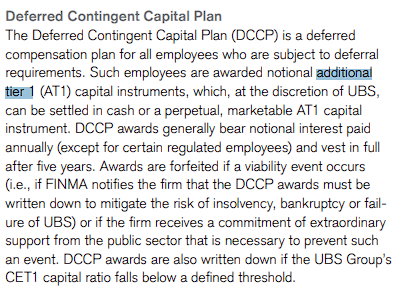 Deferred Contingent Capital Plan
The Deferred Contingent Capital Plan (DCCP) is a deferred
compensation plan for all employees who are subject to deferral
requirements. Such employees are awarded notional additional
tier 1 (AT1) capital instruments, which, at the discretion of UBS,
can be settled in cash or a perpetual, marketable AT1 capital
instrument. DCCP awards generally bear notional interest paid
annually (except for certain regulated employees) and vest in full
after five years. Awards are forfeited if a viability event occurs
(i.e., if FINMA notifies the firm that the DCCP awards must be
written down to mitigate the risk of insolvency, bankruptcy or fail-
ure of UBS) or if the firm receives a commitment of extraordinary
support from the public sector that is necessary to prevent such
an event. DCCP awards are also written down if the UBS Group's
CET1 capital ratio falls below a defined threshold.